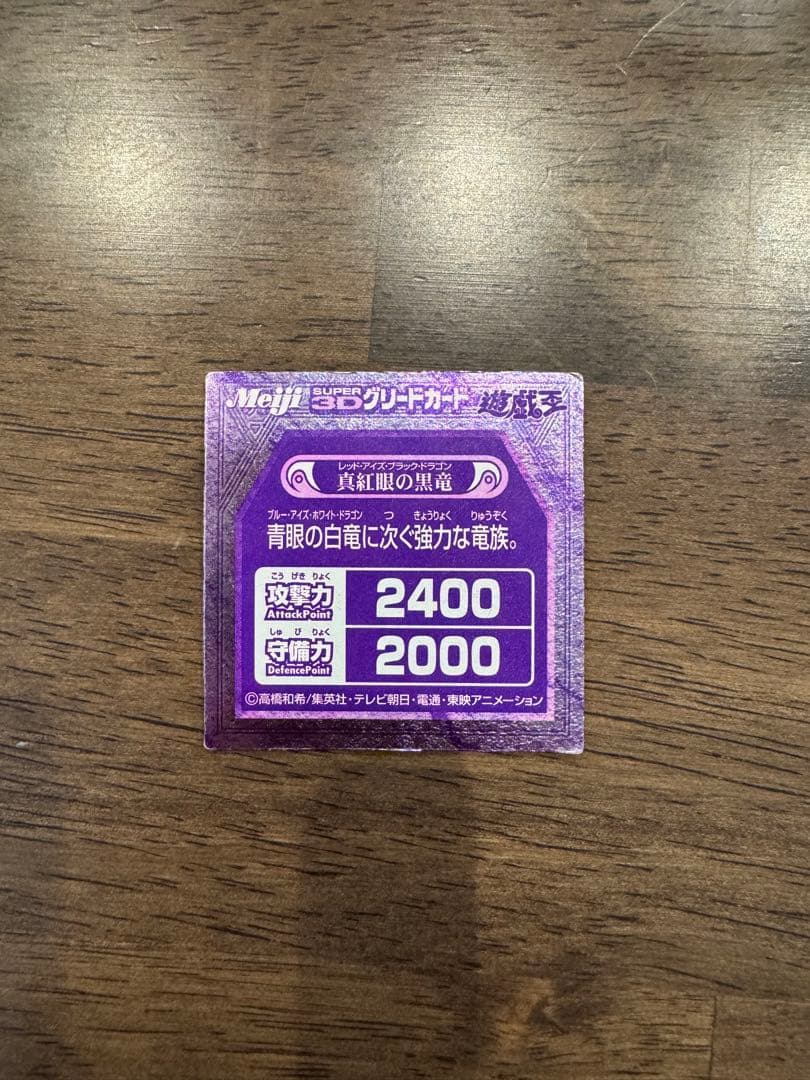 Meiji SUPER 3D グリードカード 遊戯王
レッド・アイズ・ブラック・ドラゴン
真紅眼の黒竜
ブルー・アイズ・ホワイト・ドラゴン つ きょうりょく りゅうぞく
青眼の白竜に次ぐ強力な竜族。
こう げき りょく
攻撃力 2400
AttackPoint
しゅ び りょく
守備力 2000
DefencePoint
©高橋和希/集英社・テレビ朝日・電通・東映アニメーション